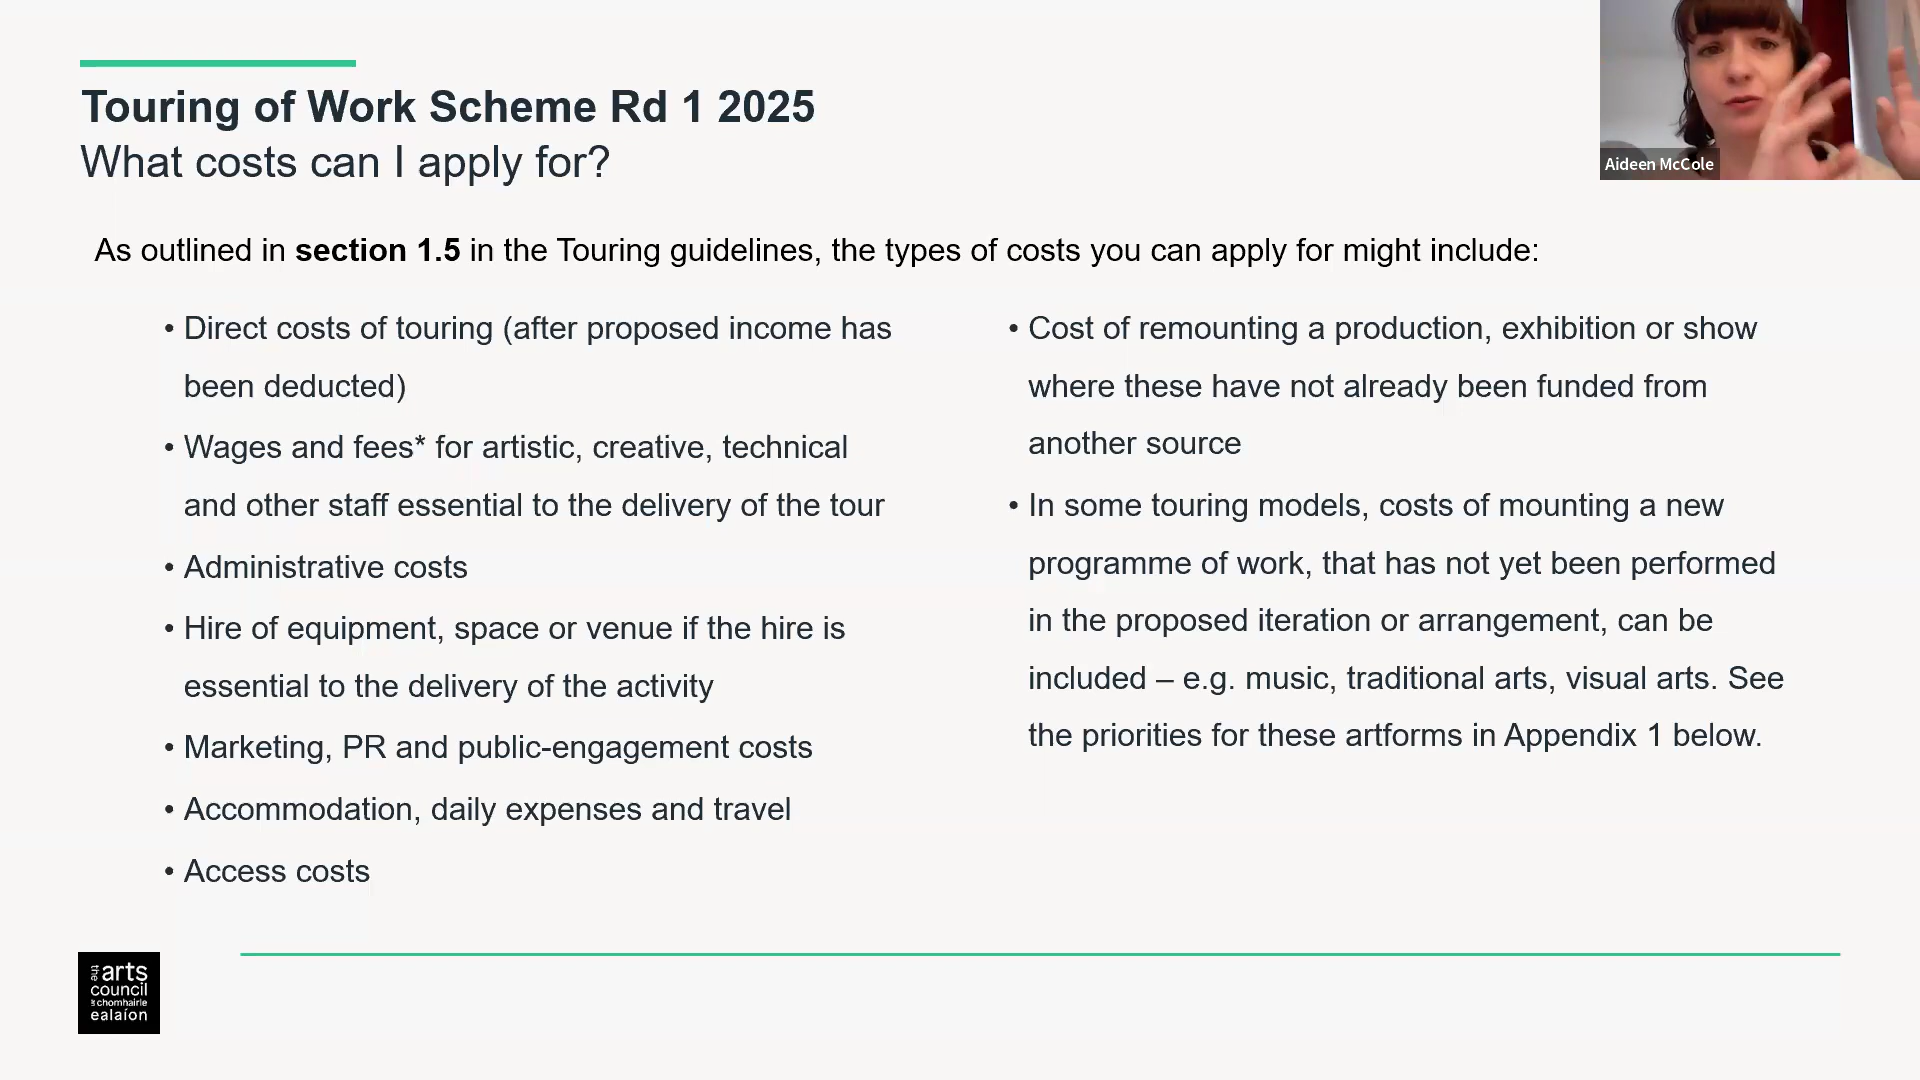 Touring of Work Scheme Rd 1 2025
What costs can I apply for?
Aideen McCole
As outlined in section 1.5 in the Touring guidelines, the types of costs you can apply for might include:
• Direct costs of touring (after proposed income has
been deducted)
• Wages and fees* for artistic, creative, technical
and other staff essential to the delivery of the tour
• Administrative costs
• Hire of equipment, space or venue if the hire is
essential to the delivery of the activity
• Marketing, PR and public-engagement costs
• Accommodation, daily expenses and travel
• Access costs
• Cost of remounting a production, exhibition or show
where these have not already been funded from
another source
• In some touring models, costs of mounting a new
programme of work, that has not yet been performed
in the proposed iteration or arrangement, can be
included – e.g. music, traditional arts, visual arts. See
the priorities for these artforms in Appendix 1 below.
the arts
council
chomhairle
ealaíon